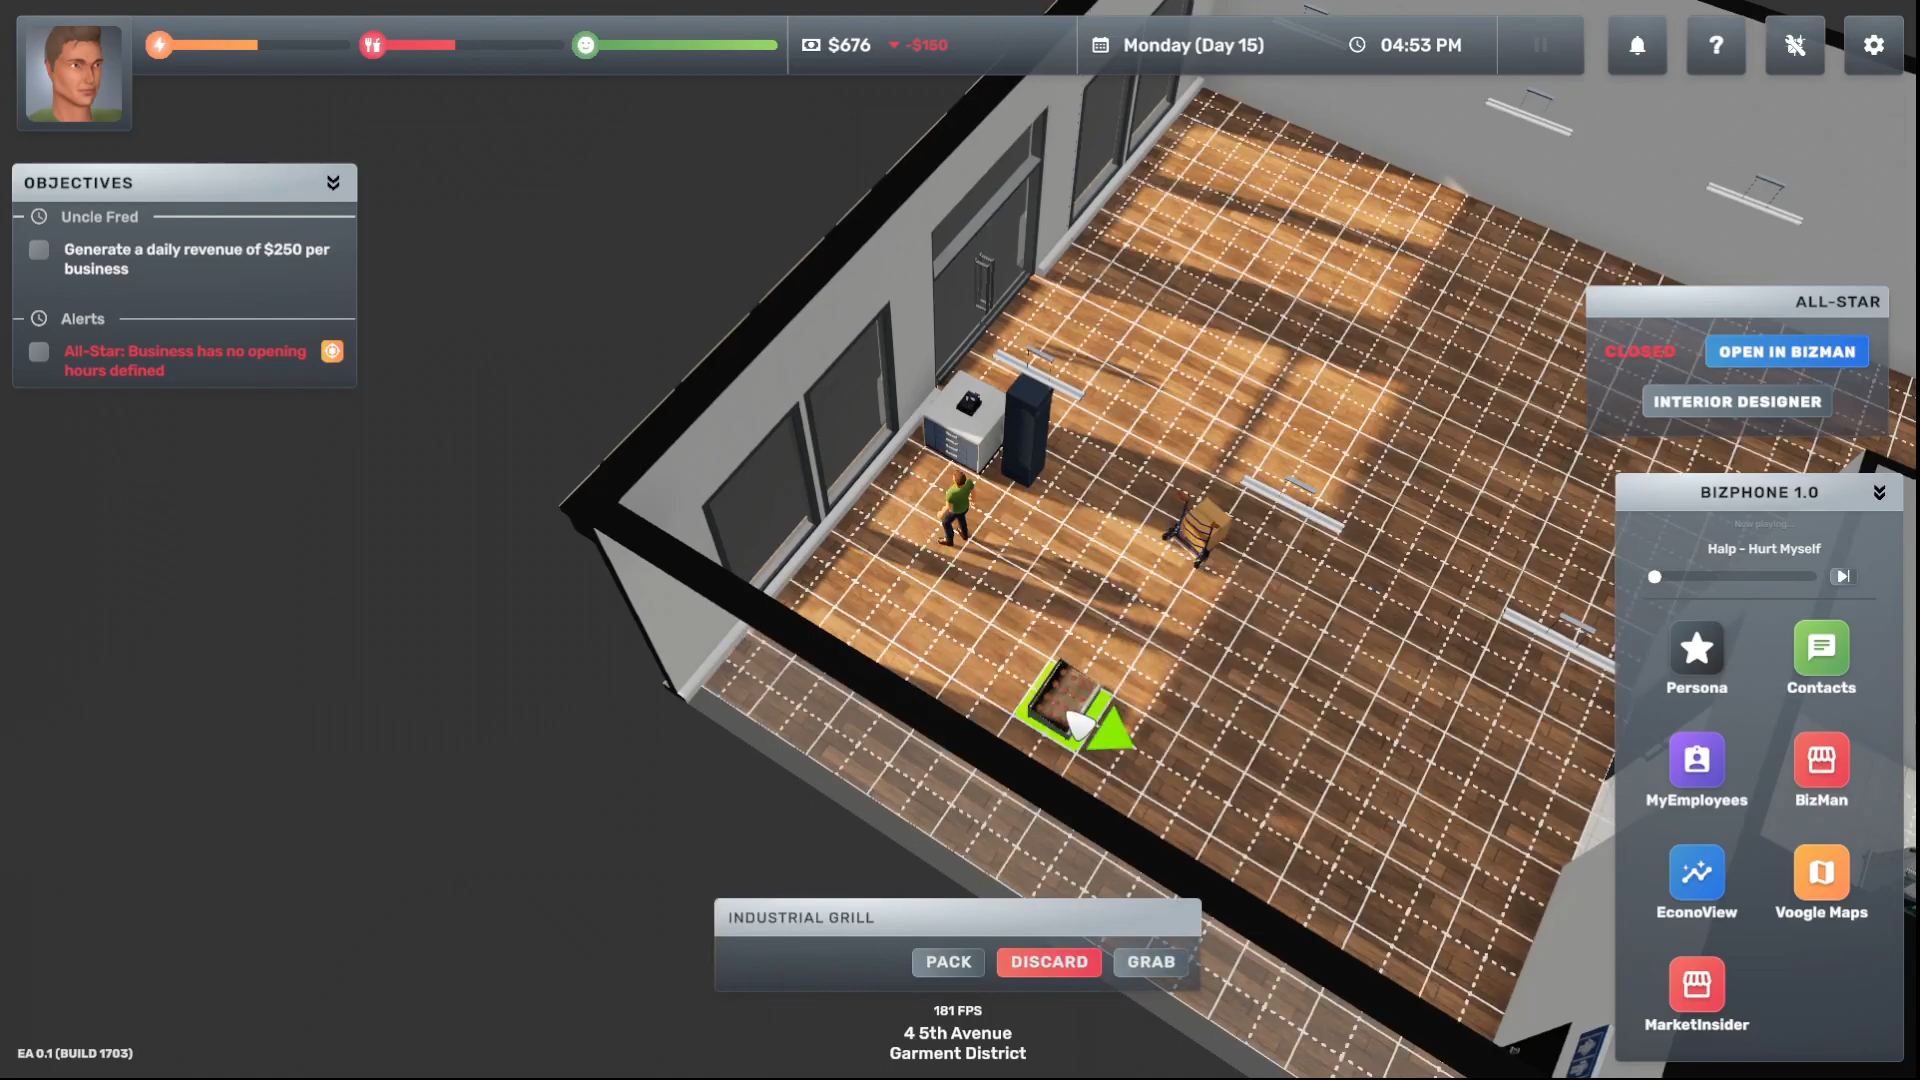 $676
-$150
Monday (Day 15)
04:53 PM
?
OBJECTIVES
Uncle Fred
Generate a daily revenue of $250 per
business
Alerts
All-Star: Business has no opening
hours defined
ALL-STAR
CLOSED
OPEN IN BIZMAN
INTERIOR DESIGNER
BIZPHONE 1.0
Now playing...
Halp - Hurt Myself
Persona
Contacts
MyEmployees
BizMan
EconoView
Voogle Maps
MarketInsider
INDUSTRIAL GRILL
PACK
DISCARD
GRAB
181 FPS
4 5th Avenue
Garment District
EA 0.1 (BUILD 1703)